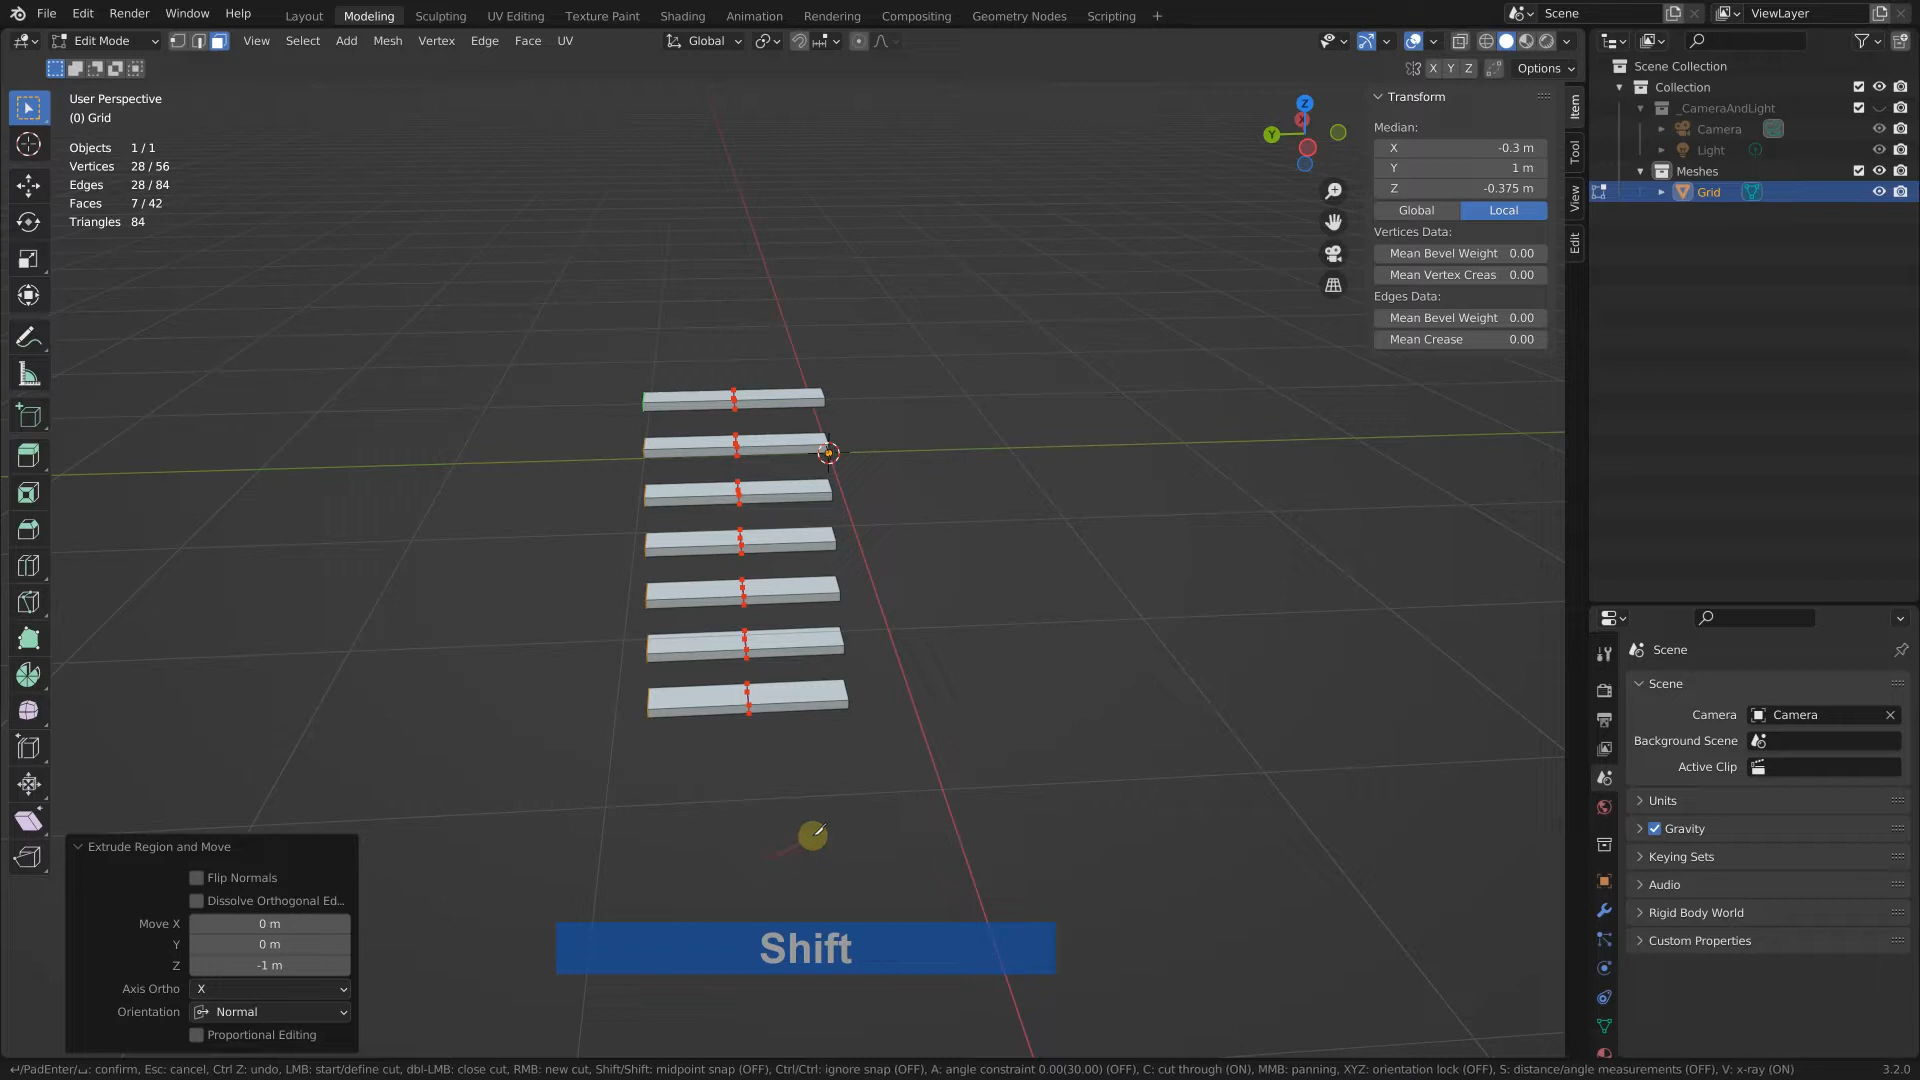 File Edit Render Window Help Layout Modeling Sculpting UV Editing Texture Paint Shading Animation Rendering Compositing Geometry Nodes Scripting + Scene ViewLayer
Edit Mode View Select Add Mesh Vertex Edge Face UV Global
X Y Z Options
User Perspective
(0) Grid
Objects 1 / 1
Vertices 28 / 56
Edges 28 / 84
Faces 7 / 42
Triangles 84
Z
X
Y
Transform
Median:
X -0.3 m
Y 1 m
Z -0.375 m
Global Local
Vertices Data:
Mean Bevel Weight 0.00
Mean Vertex Creas 0.00
Edges Data:
Mean Bevel Weight 0.00
Mean Crease 0.00
Item
Tool
View
Edit
Scene Collection
Collection
_CameraAndLight
Camera
Light
Meshes
Grid
Scene
Scene
Camera Camera
Background Scene
Active Clip
Units
Gravity
Keying Sets
Audio
Rigid Body World
Custom Properties
Extrude Region and Move
Flip Normals
Dissolve Orthogonal Ed...
Move X 0 m
Y 0 m
Z -1 m
Axis Ortho X
Orientation Normal
Proportional Editing
Shift
/PadEnter/: confirm, Esc: cancel, Ctrl Z: undo, LMB: start/define cut, dbl-LMB: close cut, RMB: new cut, Shift/Shift: midpoint snap (OFF), Ctrl/Ctrl: ignore snap (OFF), A: angle constraint 0.00(30.00) (OFF), C: cut through (ON), MMB: panning, XYZ: orientation lock (OFF), S: distance/angle measurements (OFF), V: x-ray (ON) 3.2.0